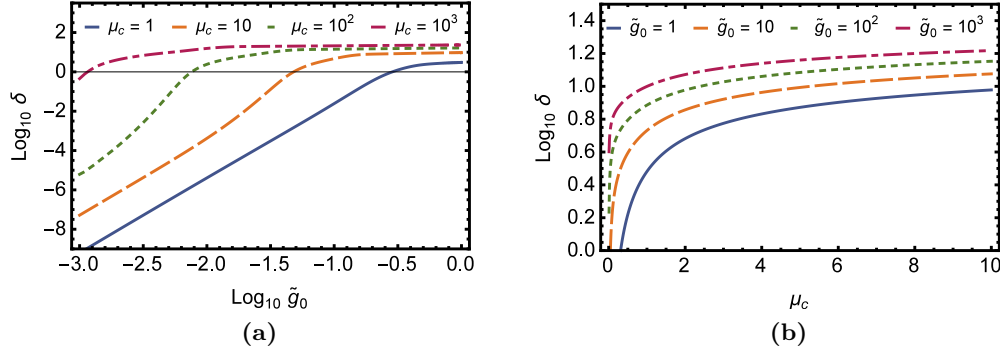 μc = 1 μc = 10 μc = 10² μc = 10³
2
0
-2
-4
-6
-8
Log₁₀ δ
-3.0 -2.5 -2.0 -1.5 -1.0 -0.5 0.0
Log₁₀ g̃₀
(a)
g̃₀ = 1 g̃₀ = 10 g̃₀ = 10² g̃₀ = 10³
1.4
1.2
1.0
0.8
0.6
0.4
0.2
0.0
Log₁₀ δ
0 2 4 6 8 10
μc
(b)